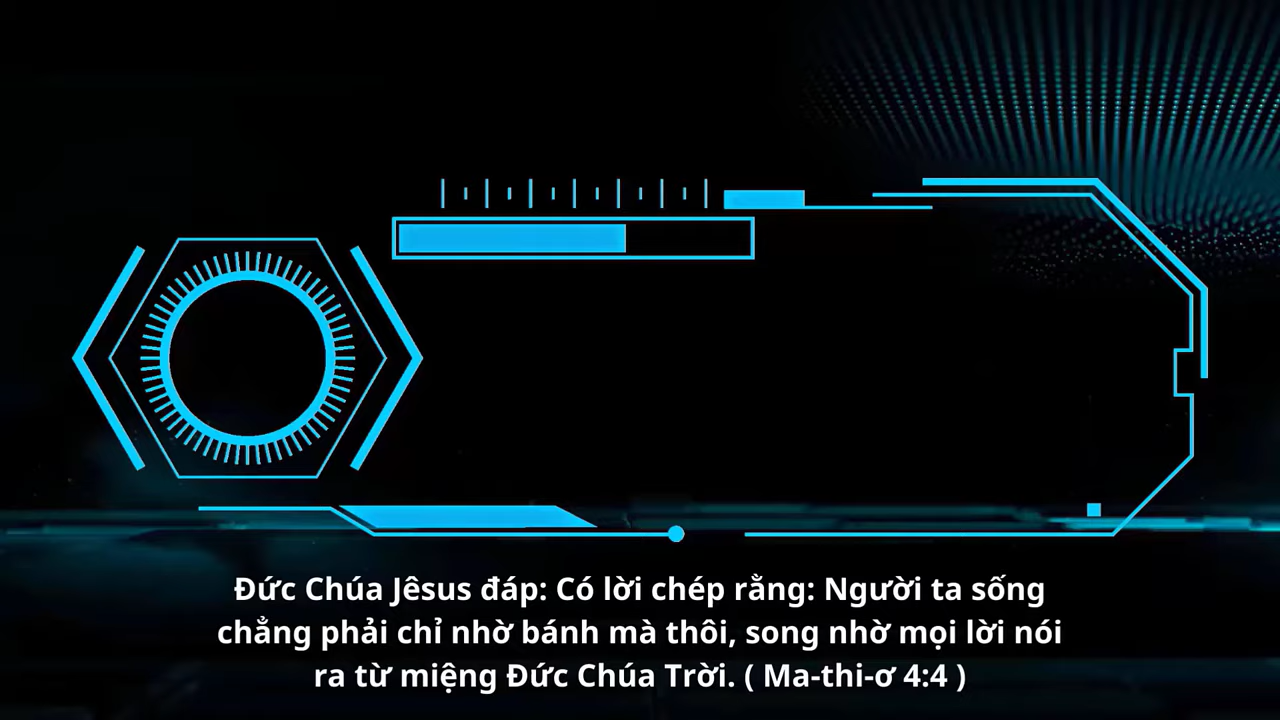 Đức Chúa Jêsus đáp: Có lời chép rằng: Người ta sống
chẳng phải chỉ nhờ bánh mà thôi, song nhờ mọi lời nói
ra từ miệng Đức Chúa Trời. ( Ma-thi-ơ 4:4 )